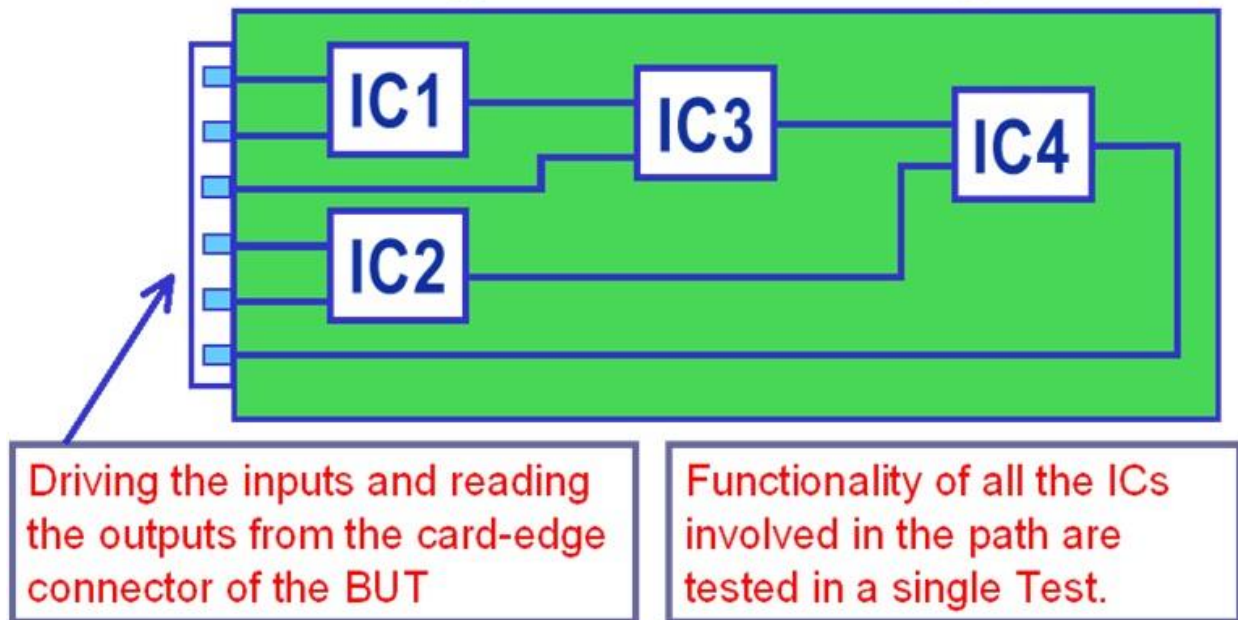 IC1
IC3
IC4
IC2
Driving the inputs and reading
the outputs from the card-edge
connector of the BUT
Functionality of all the ICs
involved in the path are
tested in a single Test.